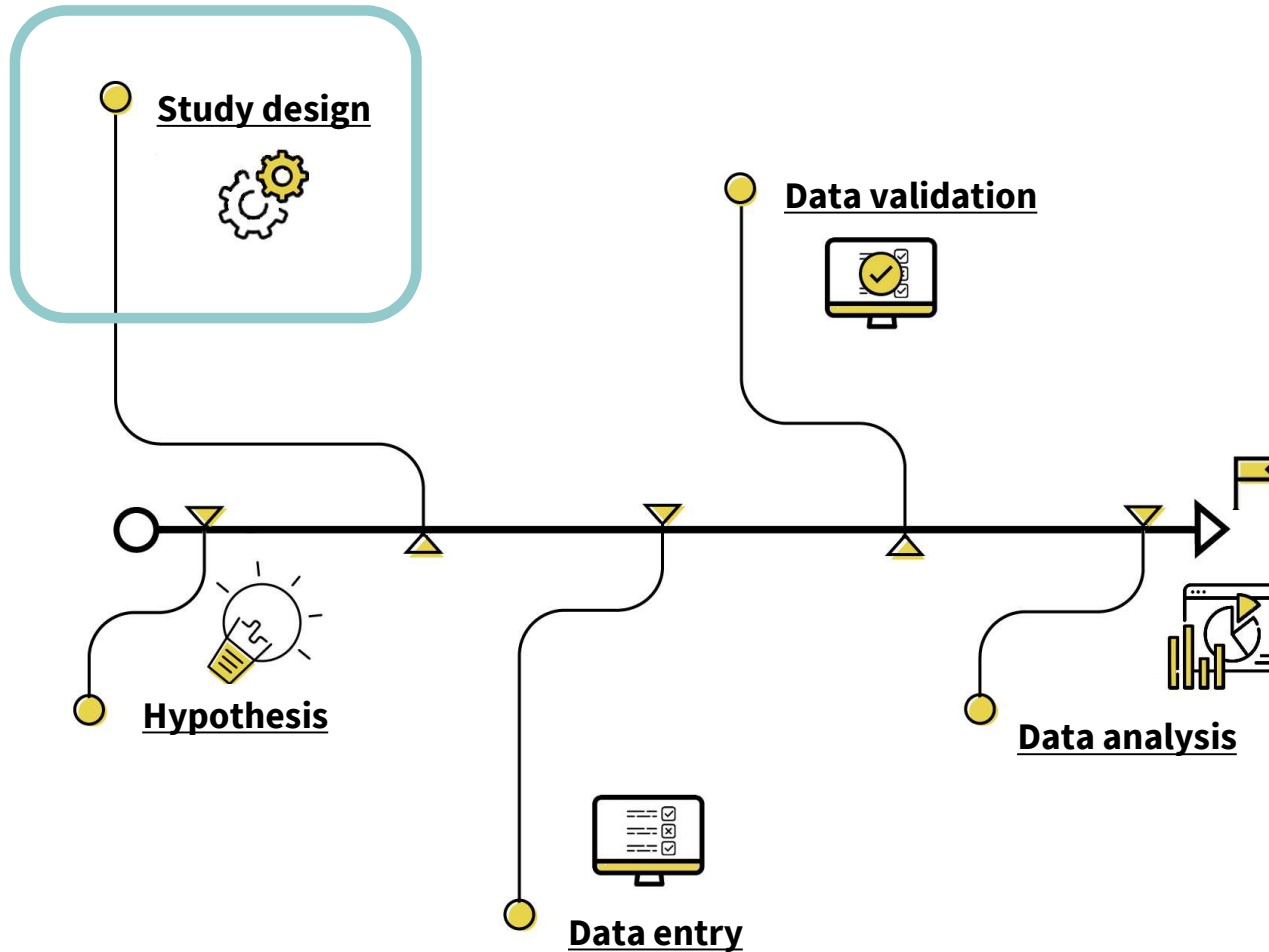 Study design
Data validation
Hypothesis
Data analysis
Data entry